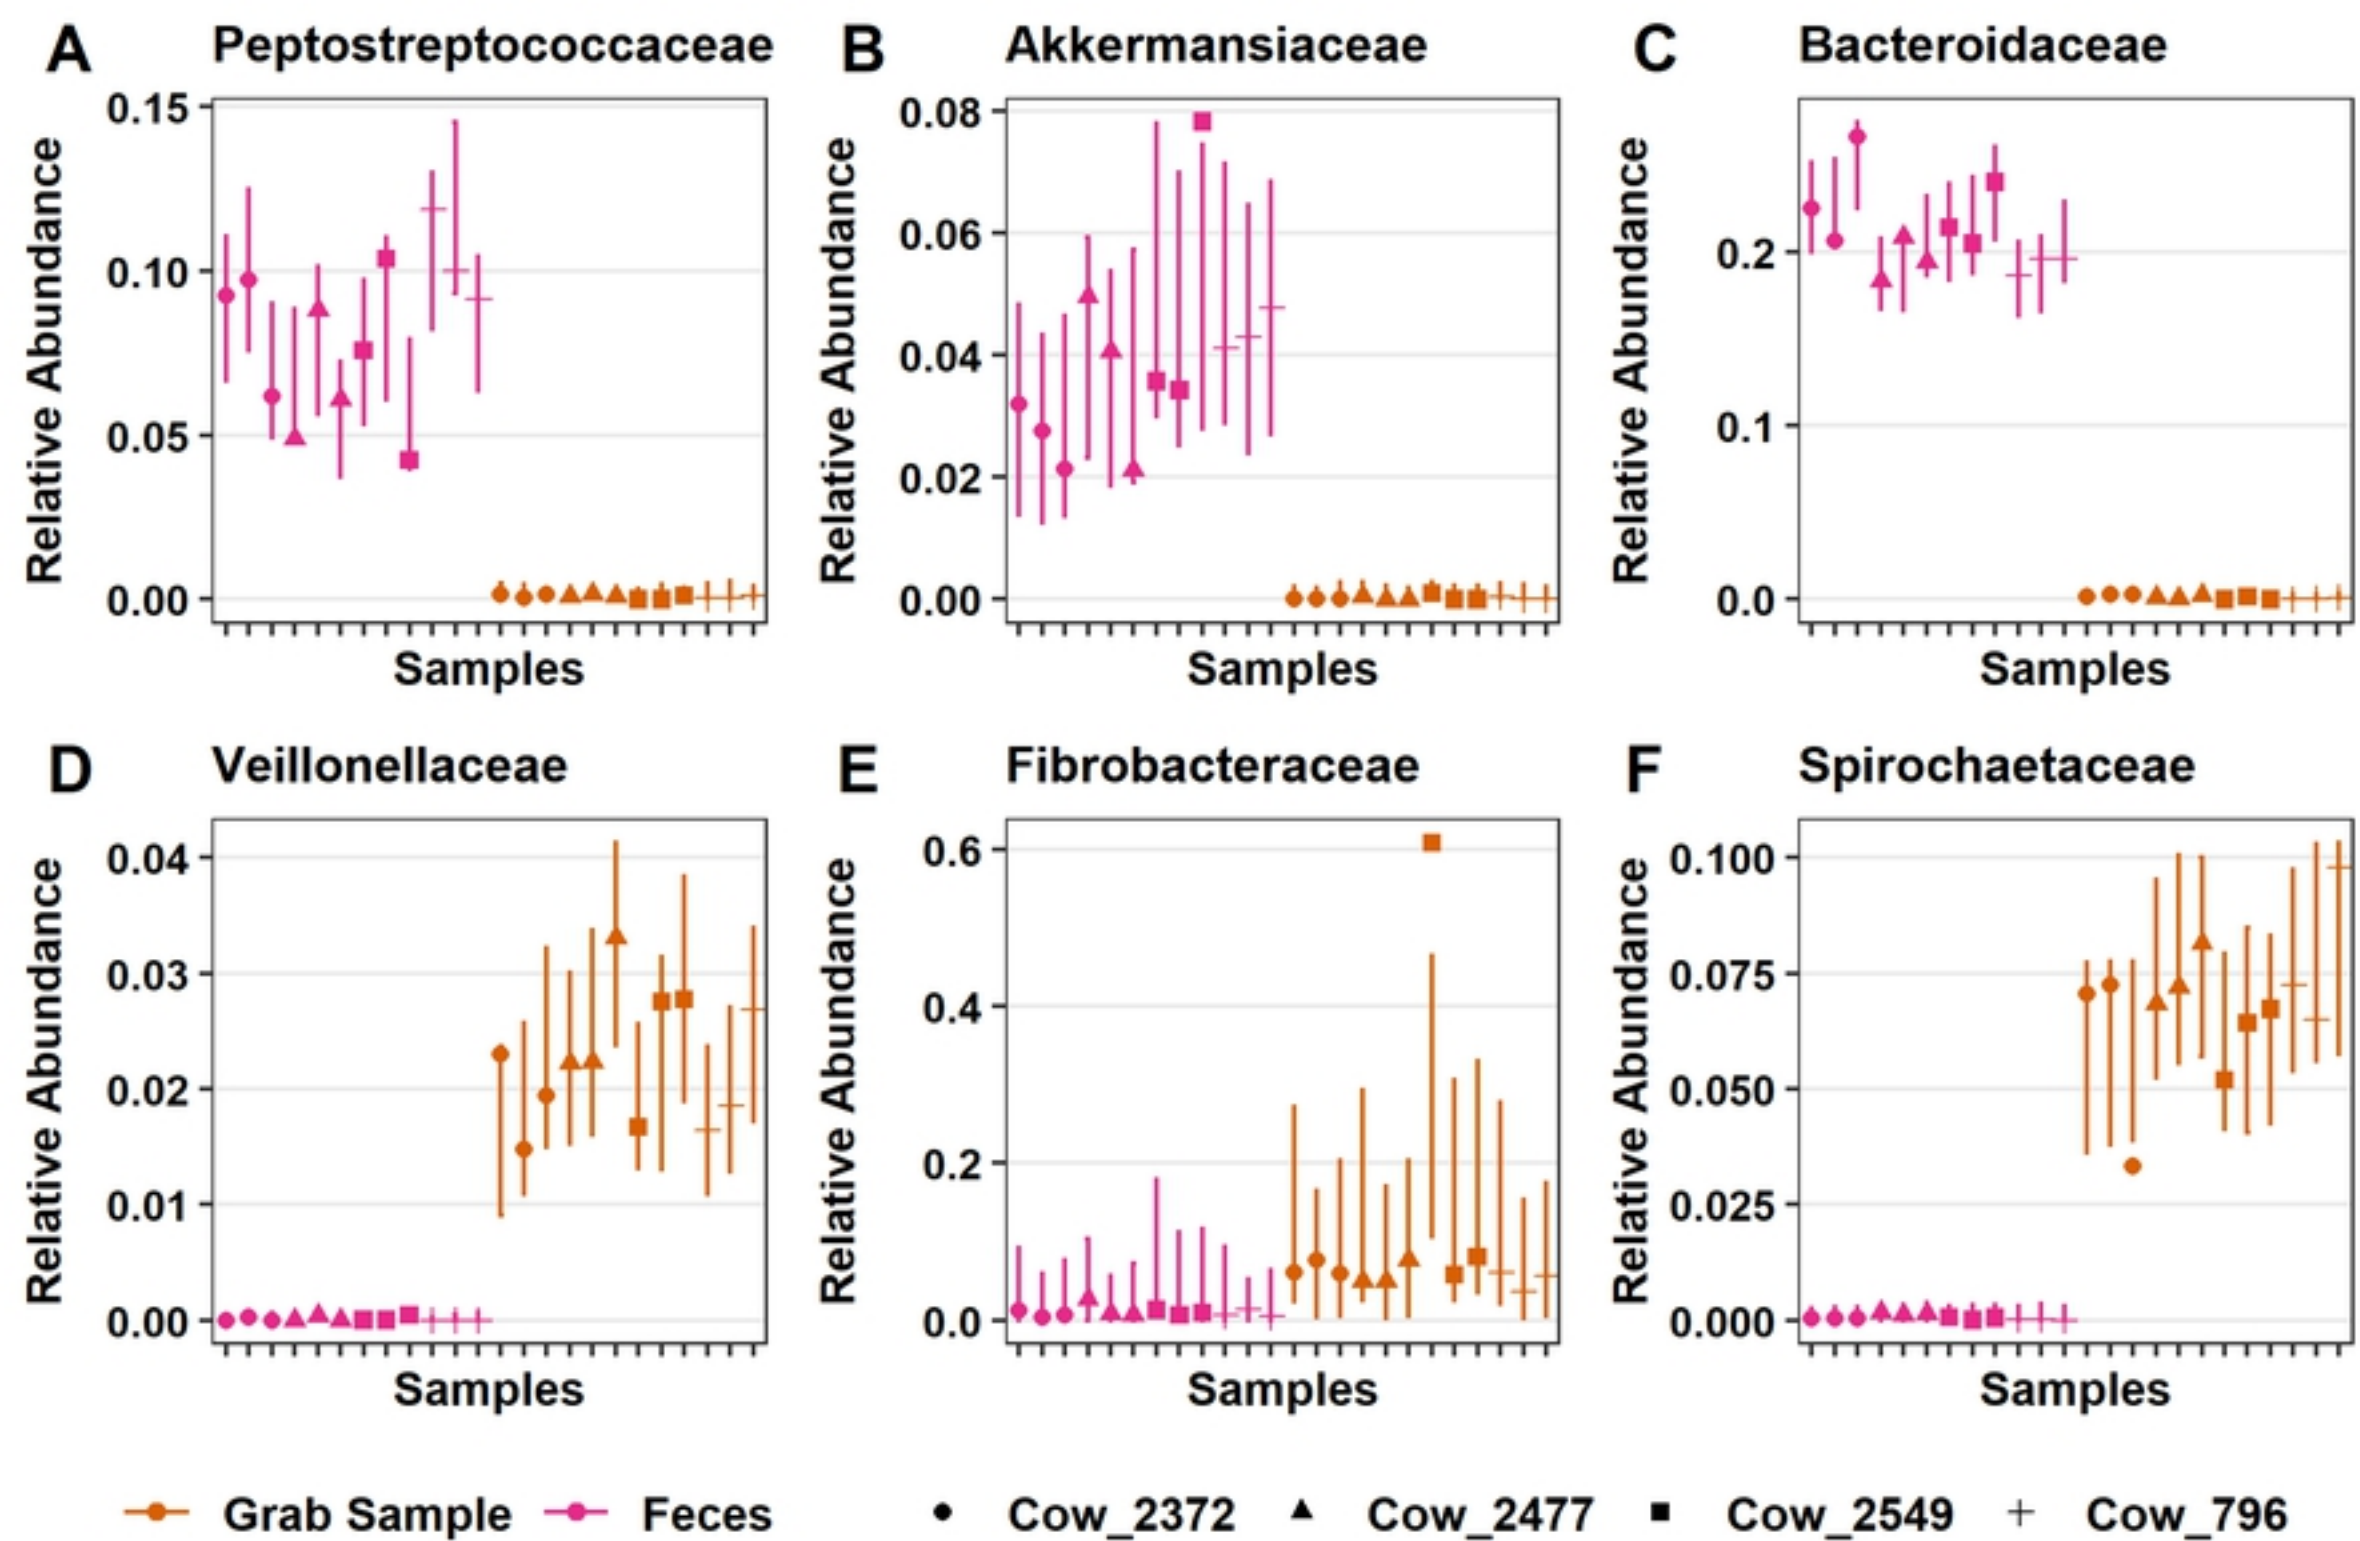 A Peptostreptococcaceae
B Akkermansiaceae
C Bacteroidaceae
Relative Abundance
0.15
0.10
0.05
0.00
Samples
Relative Abundance
0.08
0.06
0.04
0.02
0.00
Samples
Relative Abundance
0.2
0.1
0.0
Samples
D Veillonellaceae
E Fibrobacteraceae
F Spirochaetaceae
Relative Abundance
0.04
0.03
0.02
0.01
0.00
Samples
Relative Abundance
0.6
0.4
0.2
0.0
Samples
Relative Abundance
0.100
0.075
0.050
0.025
0.000
Samples
Grab Sample Feces Cow_2372 Cow_2477 Cow_2549 Cow_796